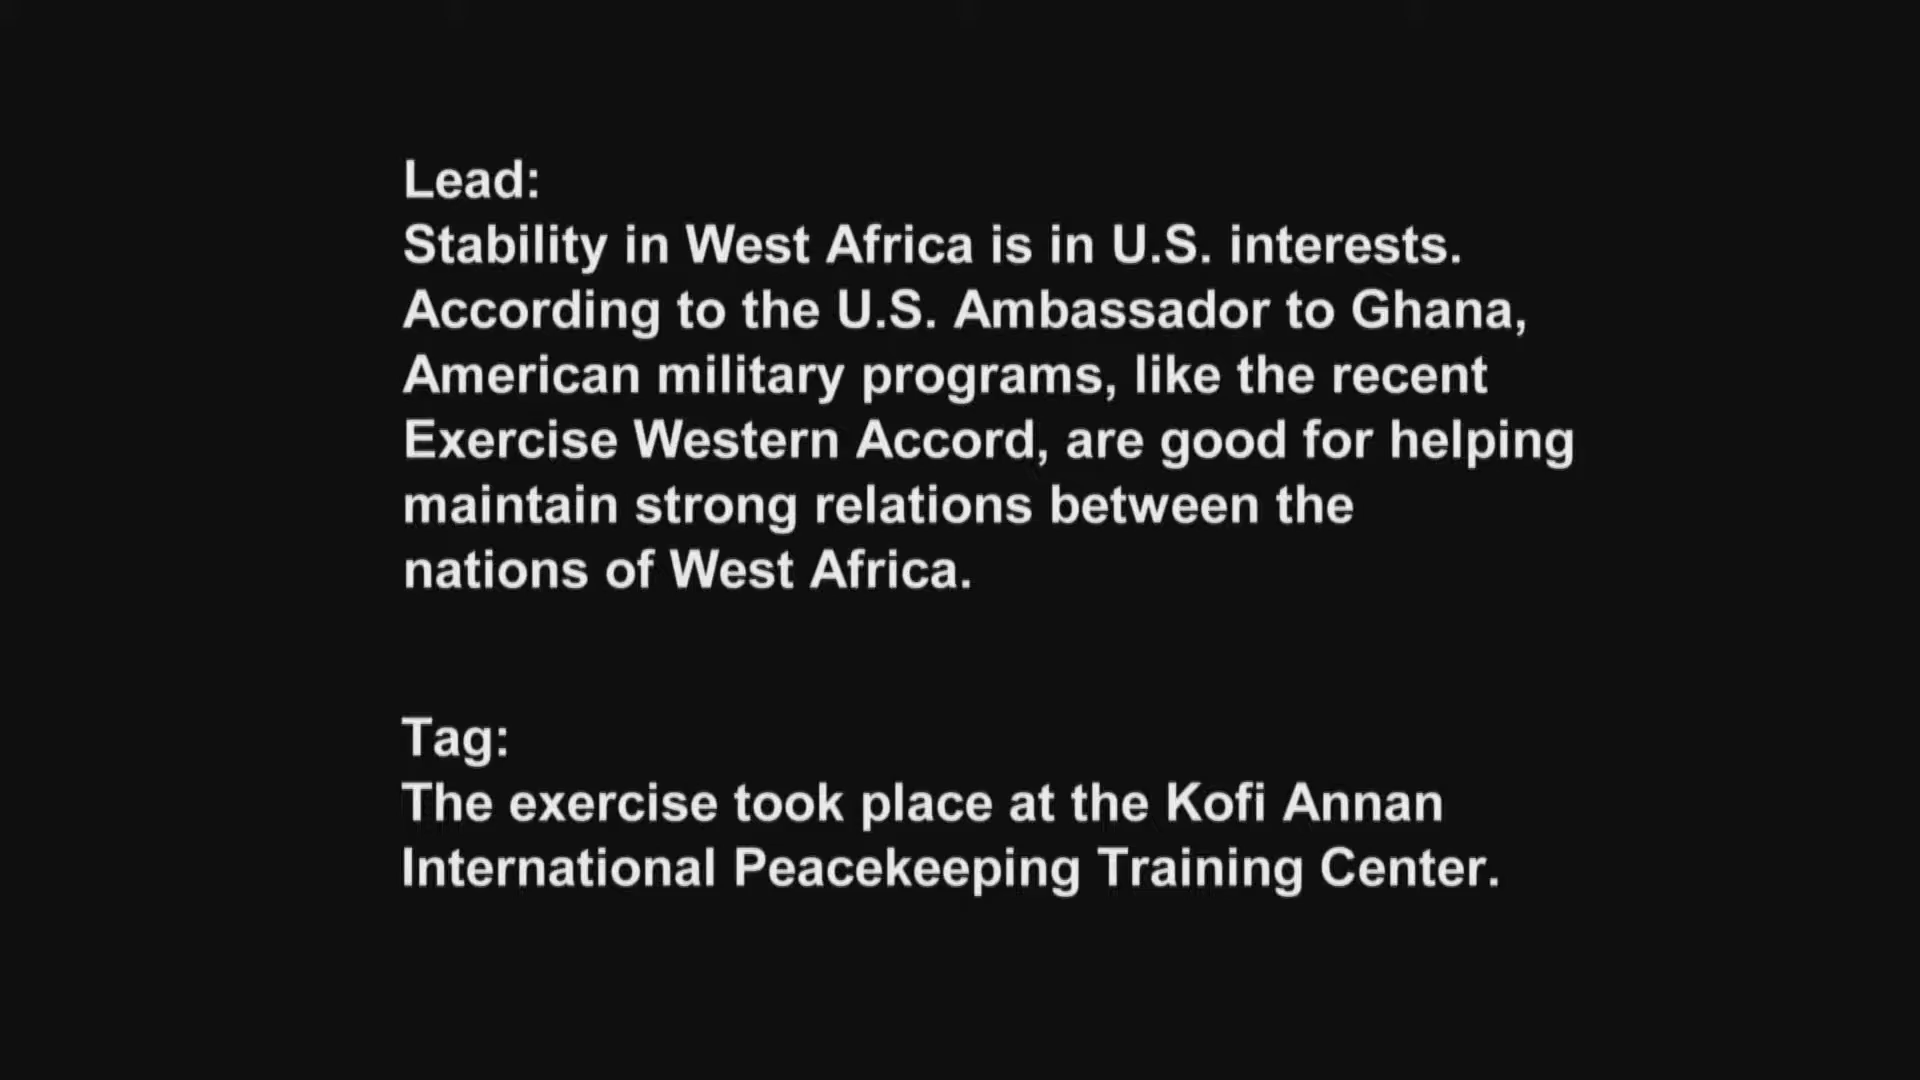 Lead:
Stability in West Africa is in U.S. interests.
According to the U.S. Ambassador to Ghana,
American military programs, like the recent
Exercise Western Accord, are good for helping
maintain strong relations between the
nations of West Africa.
Tag:
The exercise took place at the Kofi Annan
International Peacekeeping Training Center.